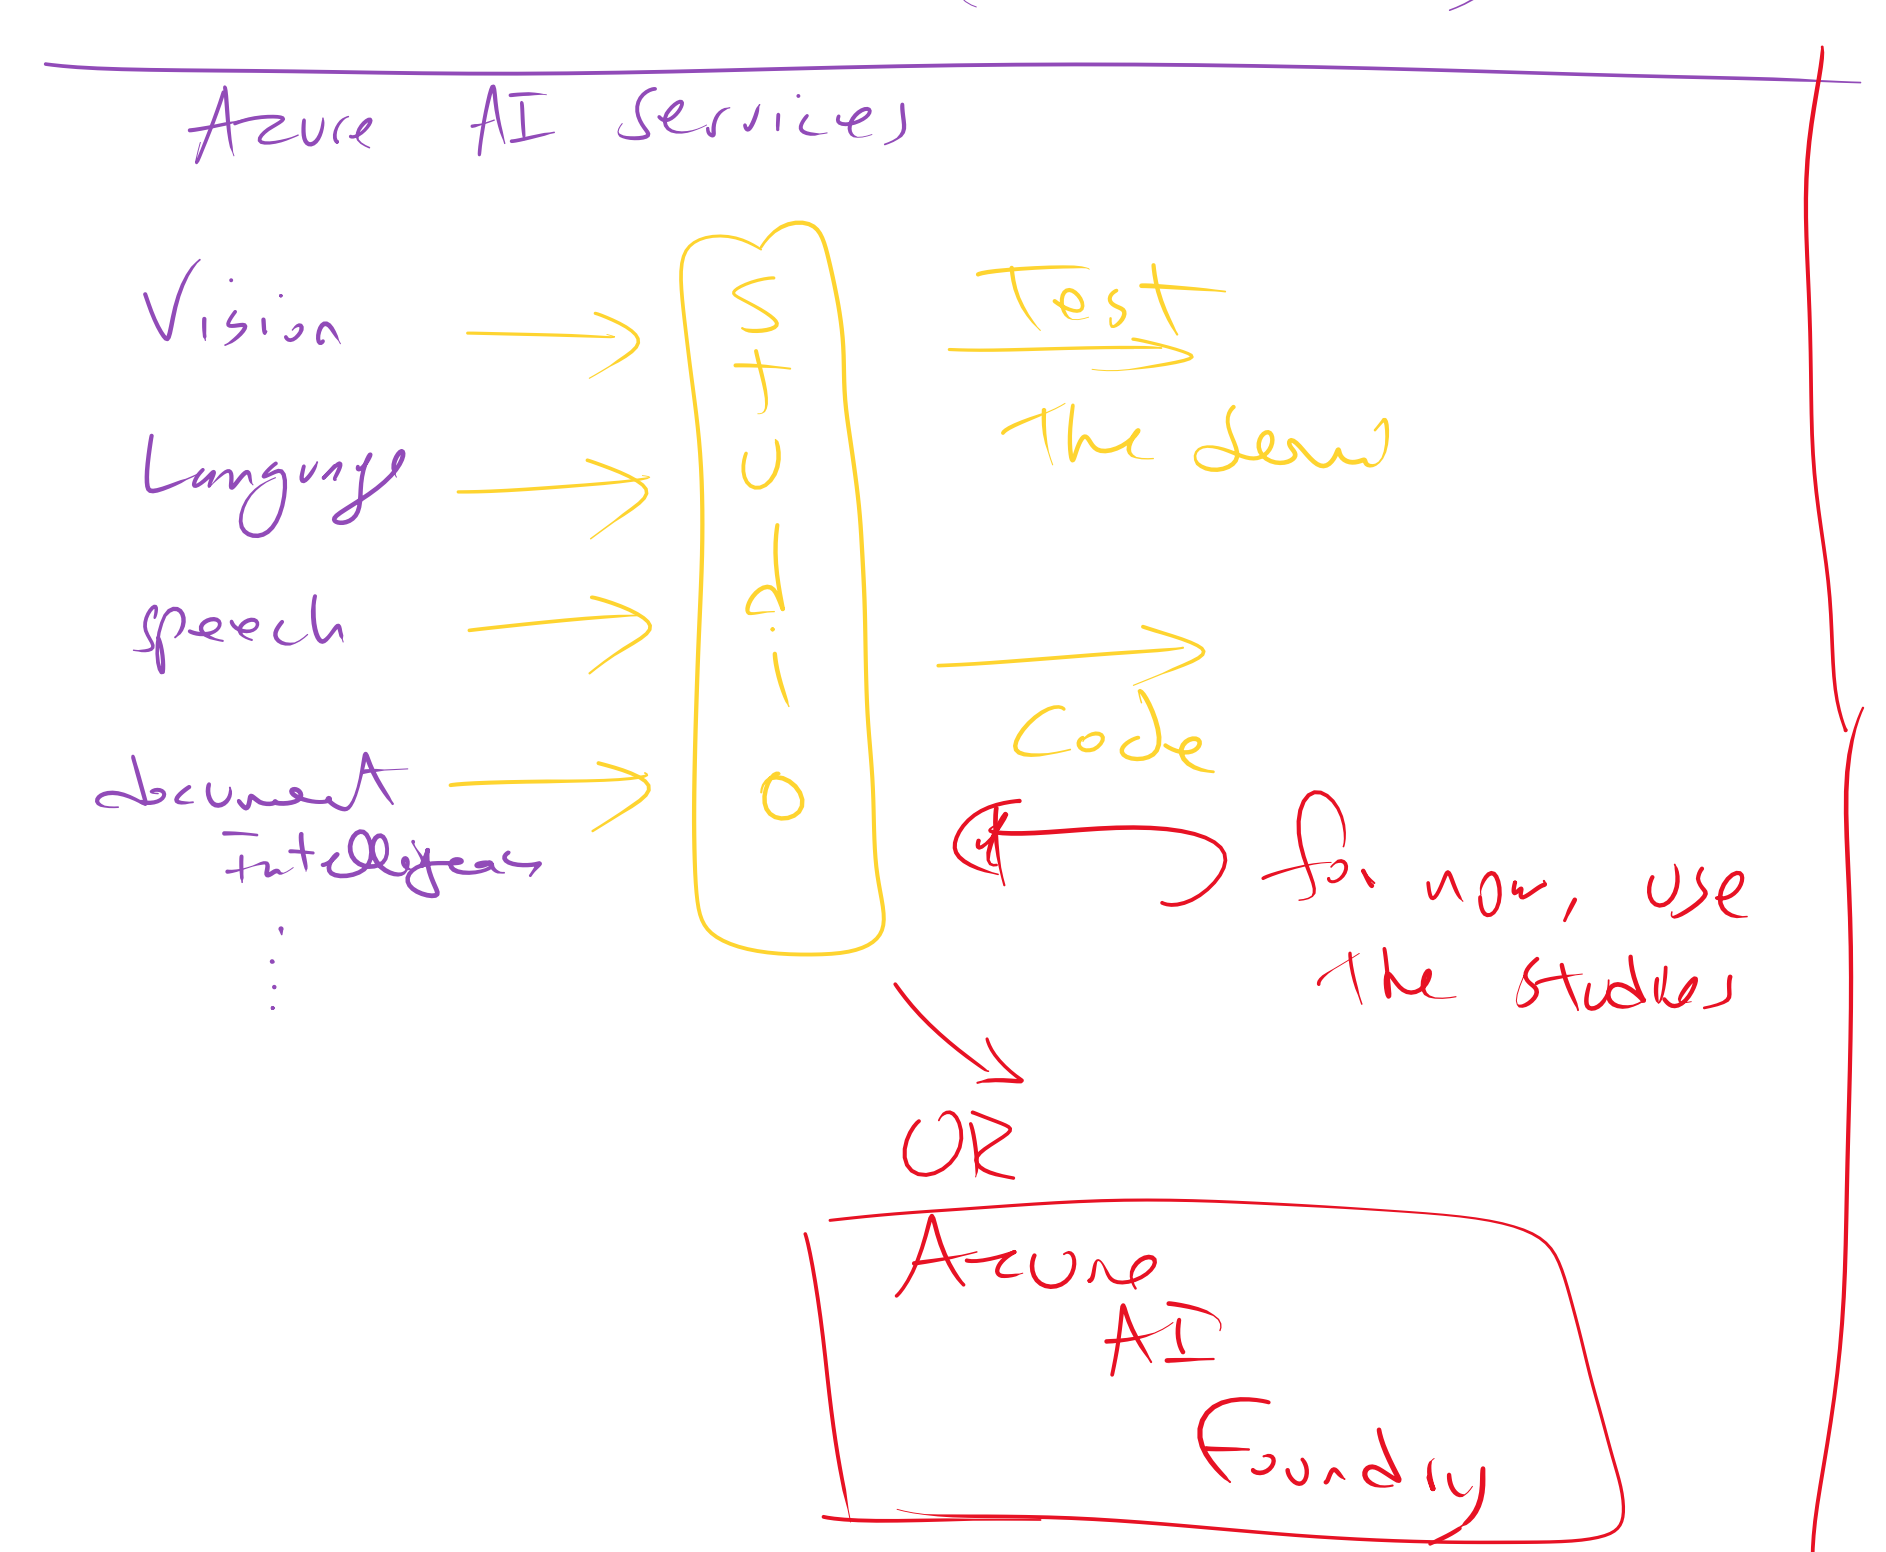 Azure AI Services
Vision
Language
speech
document
Intelligence
Studio
Test
The
Code
for now, use
the studios
OR
Azure
AI
Foundry